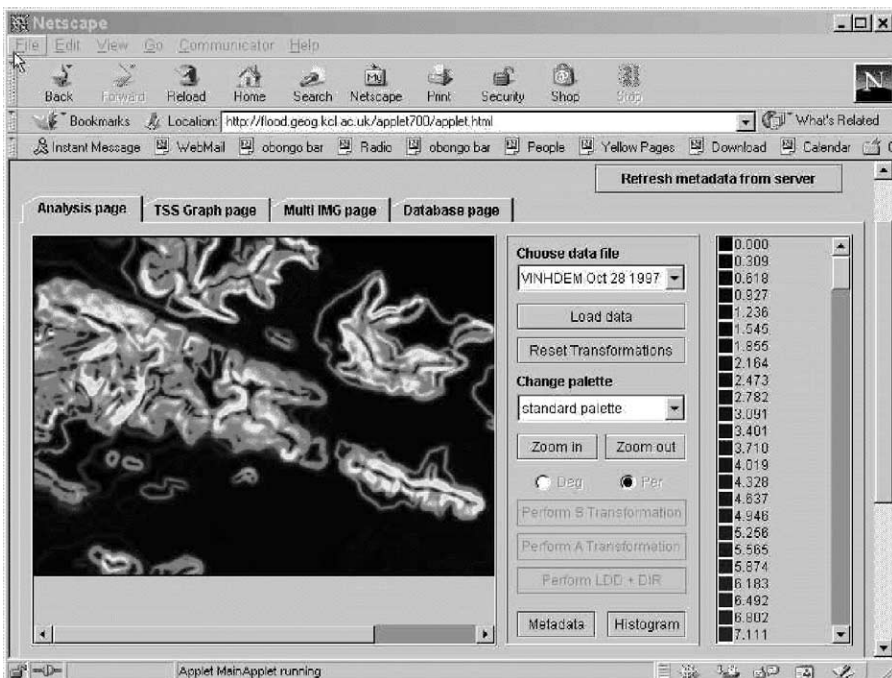 Netscape
File Edit View Go Communicator Help
Back Forward Reload Home Search Netscape Print Security Shop Stop
My
N
Bookmarks Location: http://flood.geog.kcl.ac.uk/applet700/applet.html What's Related
Instant Message WebMail obongo bar Radio obongo bar People Yellow Pages Download Calendar
Refresh metadata from server
Analysis page TSS Graph page Multi IMG page Database page
Choose data file
VINHDEM Oct 28 1997
Load data
Reset Transformations
Change palette
standard palette
Zoom in Zoom out
Deg Per
Perform B Transformation
Perform A Transformation
Perform LDD + DIR
Metadata Histogram
0.000
0.309
0.618
0.927
1.236
1.545
1.855
2.164
2.473
2.782
3.091
3.401
3.710
4.019
4.328
4.637
4.946
5.256
5.565
5.874
6.183
6.492
6.802
7.111
Applet MainApplet running